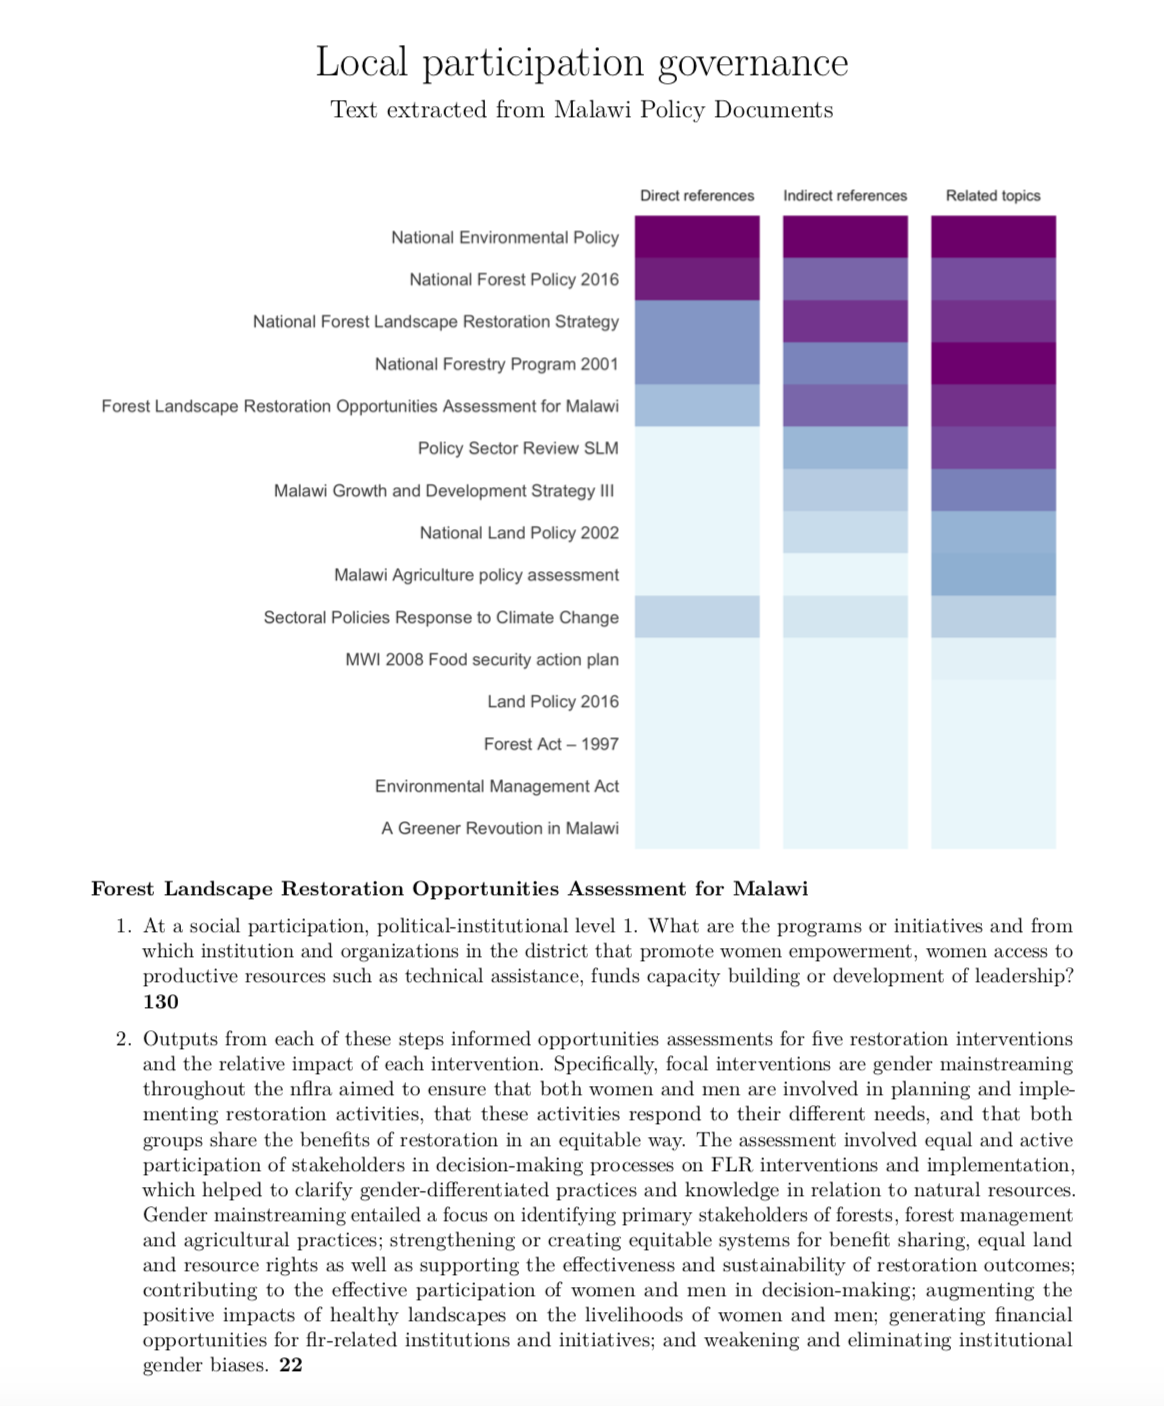 Local participation governance
Text extracted from Malawi Policy Documents
Direct references Indirect references Related topics
National Environmental Policy
National Forest Policy 2016
National Forest Landscape Restoration Strategy
National Forestry Program 2001
Forest Landscape Restoration Opportunities Assessment for Malawi
Policy Sector Review SLM
Malawi Growth and Development Strategy III
National Land Policy 2002
Malawi Agriculture policy assessment
Sectoral Policies Response to Climate Change
MWI 2008 Food security action plan
Land Policy 2016
Forest Act – 1997
Environmental Management Act
A Greener Revoution in Malawi
Forest Landscape Restoration Opportunities Assessment for Malawi
1. At a social participation, political-institutional level 1. What are the programs or initiatives and from
which institution and organizations in the district that promote women empowerment, women access to
productive resources such as technical assistance, funds capacity building or development of leadership?
130
2. Outputs from each of these steps informed opportunities assessments for five restoration interventions
and the relative impact of each intervention. Specifically, focal interventions are gender mainstreaming
throughout the nflra aimed to ensure that both women and men are involved in planning and imple-
menting restoration activities, that these activities respond to their different needs, and that both
groups share the benefits of restoration in an equitable way. The assessment involved equal and active
participation of stakeholders in decision-making processes on FLR interventions and implementation,
which helped to clarify gender-differentiated practices and knowledge in relation to natural resources.
Gender mainstreaming entailed a focus on identifying primary stakeholders of forests, forest management
and agricultural practices; strengthening or creating equitable systems for benefit sharing, equal land
and resource rights as well as supporting the effectiveness and sustainability of restoration outcomes;
contributing to the effective participation of women and men in decision-making; augmenting the
positive impacts of healthy landscapes on the livelihoods of women and men; generating financial
opportunities for flr-related institutions and initiatives; and weakening and eliminating institutional
gender biases. 22